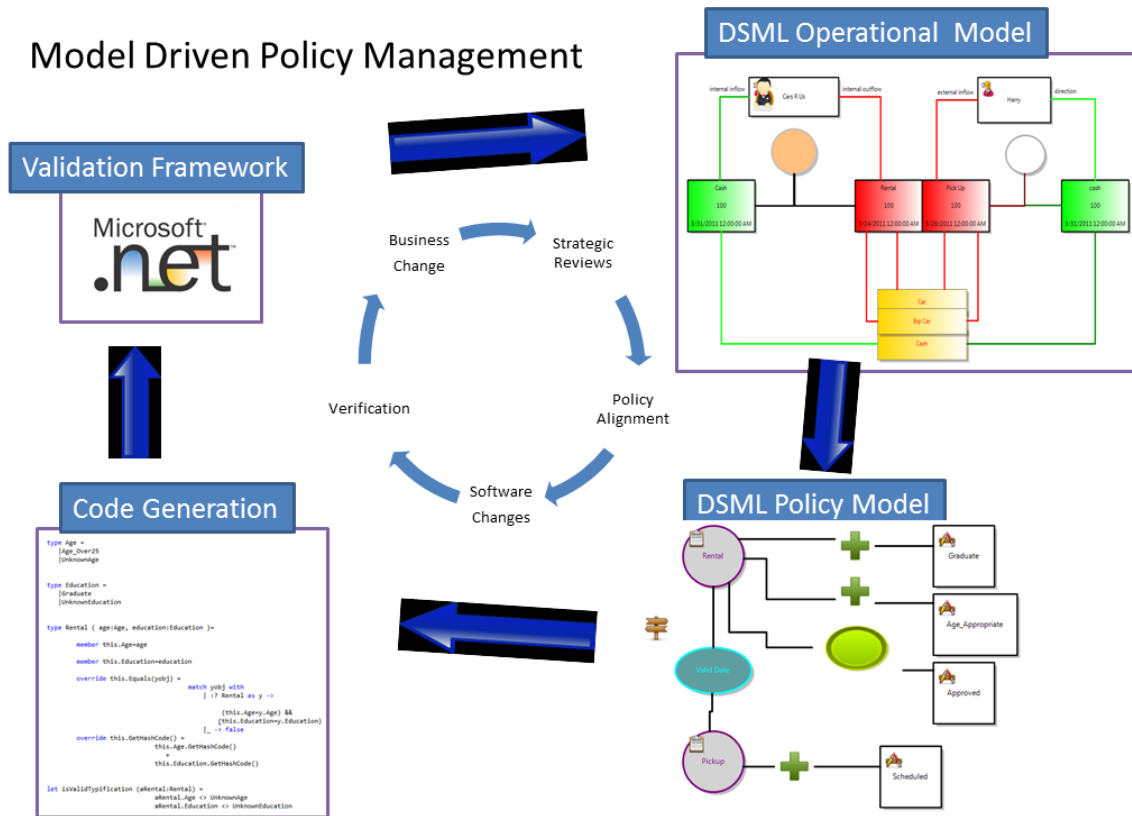 Model Driven Policy Management
DSML Operational Model
internal inflow
Cars R Us
internal outflow
external inflow
Harry
direction
Cash
100
3/31/2011 12:00:00 AM
Rental
100
3/24/2011 12:00:00 AM
Pick Up
100
3/26/2011 12:00:00 AM
cash
100
3/31/2011 12:00:00 AM
Car
Cash
Validation Framework
Microsoft®
.net™
Business
Change
Strategic
Reviews
Policy
Alignment
Software
Changes
Verification
Code Generation
type Age =
|Age_Over25
|UnknownAge
type Education =
|Graduate
|UnknownEducation
type Rental ( age:Age, education:Education )=
member this.Age=age
member this.Education=education
override this.Equals(yobj) =
match yobj with
| :? Rental as y ->
(this.Age=y.Age) &&
(this.Education=y.Education)
|_ -> false
override this.GetHashCode() =
this.Age.GetHashCode()
+
this.Education.GetHashCode()
let isValidTypification (aRental:Rental) =
aRental.Age <> UnknownAge
aRental.Education <> UnknownEducation
DSML Policy Model
Rental
Graduate
Age_Appropriate
Valid Date
Approved
Pickup
Scheduled